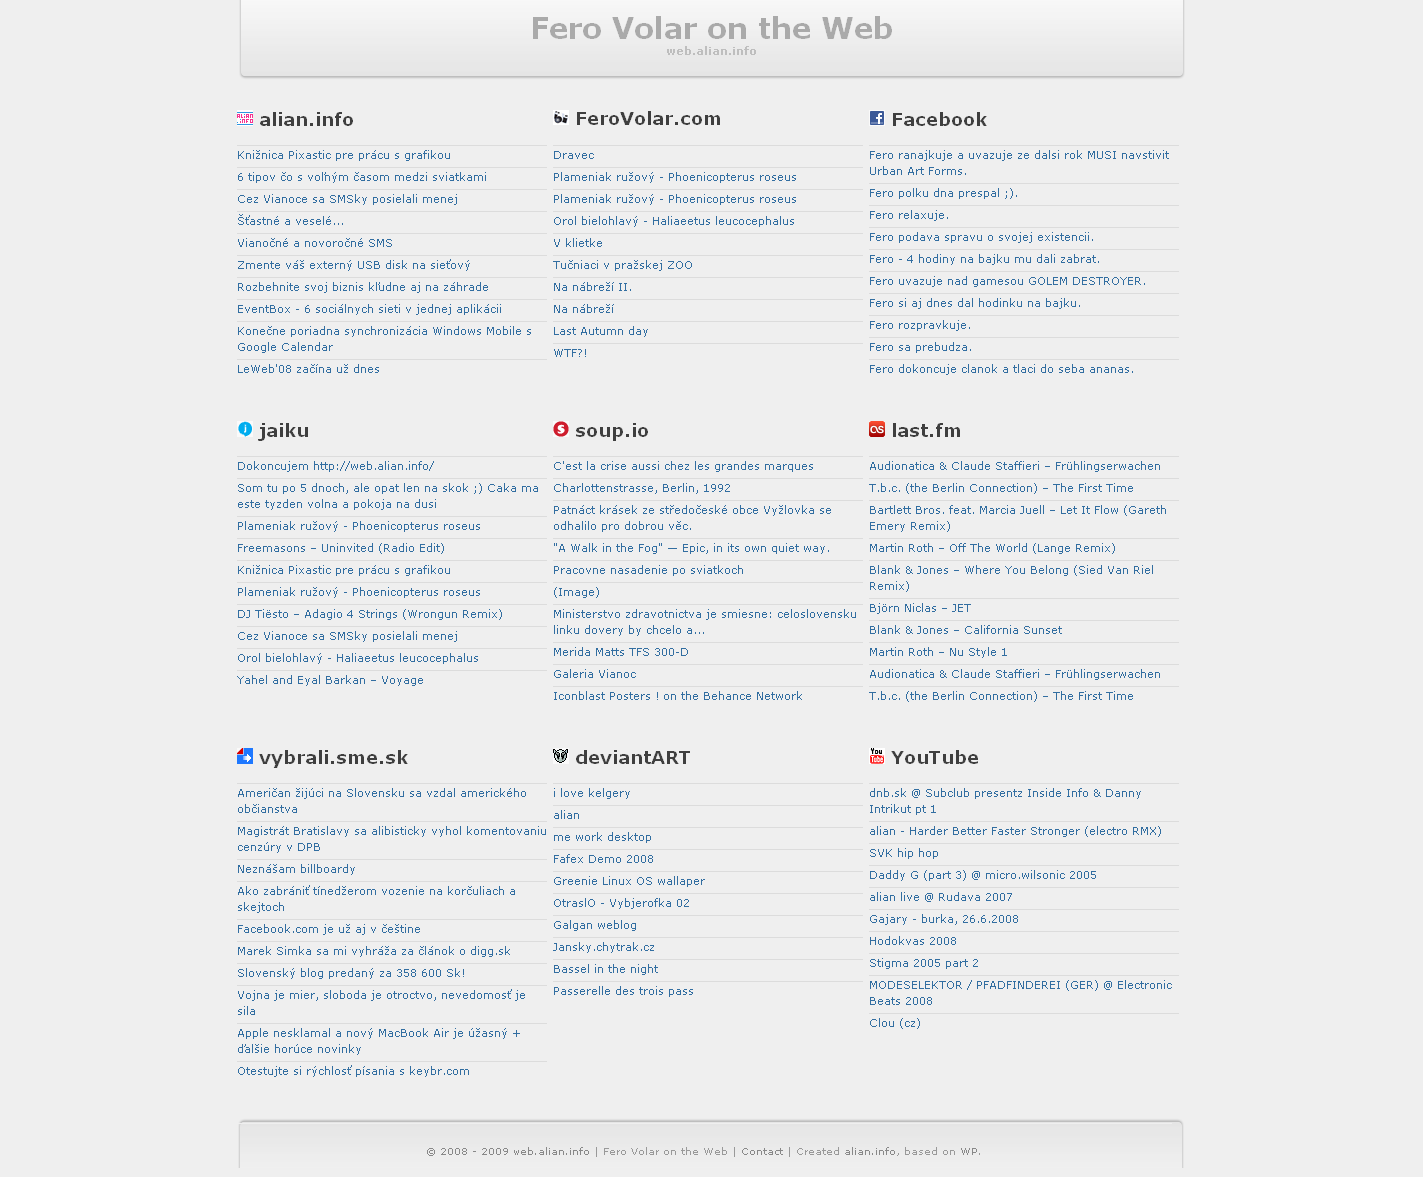 Fero Volar on the Web
web.alian.info
alian.info
Knižnica Pixastic pre prácu s grafikou
6 tipov čo s voľným časom medzi sviatkami
Cez Vianoce sa SMSky posielali menej
Šťastné a veselé...
Vianočné a novoročné SMS
Zmente váš externý USB disk na sieťový
Rozbehnite svoj biznis kľudne aj na záhrade
EventBox - 6 sociálnych sieti v jednej aplikácii
Konečne poriadna synchronizácia Windows Mobile s
Google Calendar
LeWeb'08 začína už dnes
FeroVolar.com
Dravec
Plameniak ružový - Phoenicopterus roseus
Plameniak ružový - Phoenicopterus roseus
Orol bielohlavý - Haliaeetus leucocephalus
V klietke
Tučniaci v pražskej ZOO
Na nábreží II.
Na nábreží
Last Autumn day
WTF?!
Facebook
Fero ranajkuje a uvazuje ze dalsi rok MUSI navstivit
Urban Art Forms.
Fero polku dna prespal ;).
Fero relaxuje.
Fero podava spravu o svojej existencii.
Fero - 4 hodiny na bajku mu dali zabrat.
Fero uvazuje nad gamesou GOLEM DESTROYER.
Fero si aj dnes dal hodinku na bajku.
Fero rozpravkuje.
Fero sa prebudza.
Fero dokoncuje clanok a tlaci do seba ananas.
jaiku
Dokoncujem http://web.alian.info/
Som tu po 5 dnoch, ale opat len na skok ;) Caka ma
este tyzden volna a pokoja na dusi
Plameniak ružový - Phoenicopterus roseus
Freemasons – Uninvited (Radio Edit)
Knižnica Pixastic pre prácu s grafikou
Plameniak ružový - Phoenicopterus roseus
DJ Tiësto – Adagio 4 Strings (Wrongun Remix)
Cez Vianoce sa SMSky posielali menej
Orol bielohlavý - Haliaeetus leucocephalus
Yahel and Eyal Barkan – Voyage
soup.io
C'est la crise aussi chez les grandes marques
Charlottenstrasse, Berlin, 1992
Patnáct krásek ze středočeské obce Vyžlovka se
odhalilo pro dobrou věc.
"A Walk in the Fog" — Epic, in its own quiet way.
Pracovne nasadenie po sviatkoch
(Image)
Ministerstvo zdravotnictva je smiesne: celoslovensku
linku dovery by chcelo a...
Merida Matts TFS 300-D
Galeria Vianoc
Iconblast Posters ! on the Behance Network
last.fm
Audionatica & Claude Staffieri – Frühlingserwachen
T.b.c. (the Berlin Connection) – The First Time
Bartlett Bros. feat. Marcia Juell – Let It Flow (Gareth
Emery Remix)
Martin Roth – Off The World (Lange Remix)
Blank & Jones – Where You Belong (Sied Van Riel
Remix)
Björn Niclas – JET
Blank & Jones – California Sunset
Martin Roth – Nu Style 1
Audionatica & Claude Staffieri – Frühlingserwachen
T.b.c. (the Berlin Connection) – The First Time
vybrali.sme.sk
Američan žijúci na Slovensku sa vzdal amerického
občianstva
Magistrát Bratislavy sa alibisticky vyhol komentovaniu
cenzúry v DPB
Neznášam billboardy
Ako zabrániť tínedžerom vozenie na korčuliach a
skejtoch
Facebook.com je už aj v češtine
Marek Simka sa mi vyhráža za článok o digg.sk
Slovenský blog predaný za 358 600 Sk!
Vojna je mier, sloboda je otroctvo, nevedomosť je
sila
Apple nesklamal a nový MacBook Air je úžasný +
ďalšie horúce novinky
Otestujte si rýchlosť písania s keybr.com
deviantART
i love kelgery
alian
me work desktop
Fafex Demo 2008
Greenie Linux OS wallaper
OtraslO - Vybjerofka 02
Galgan weblog
Jansky.chytrak.cz
Bassel in the night
Passerelle des trois pass
YouTube
dnb.sk @ Subclub presentz Inside Info & Danny
Intrikut pt 1
alian - Harder Better Faster Stronger (electro RMX)
SVK hip hop
Daddy G (part 3) @ micro.wilsonic 2005
alian live @ Rudava 2007
Gajary - burka, 26.6.2008
Hodokvas 2008
Stigma 2005 part 2
MODESELEKTOR / PFADFINDEREI (GER) @ Electronic
Beats 2008
Clou (cz)
© 2008 - 2009 web.alian.info | Fero Volar on the Web | Contact | Created alian.info, based on WP.